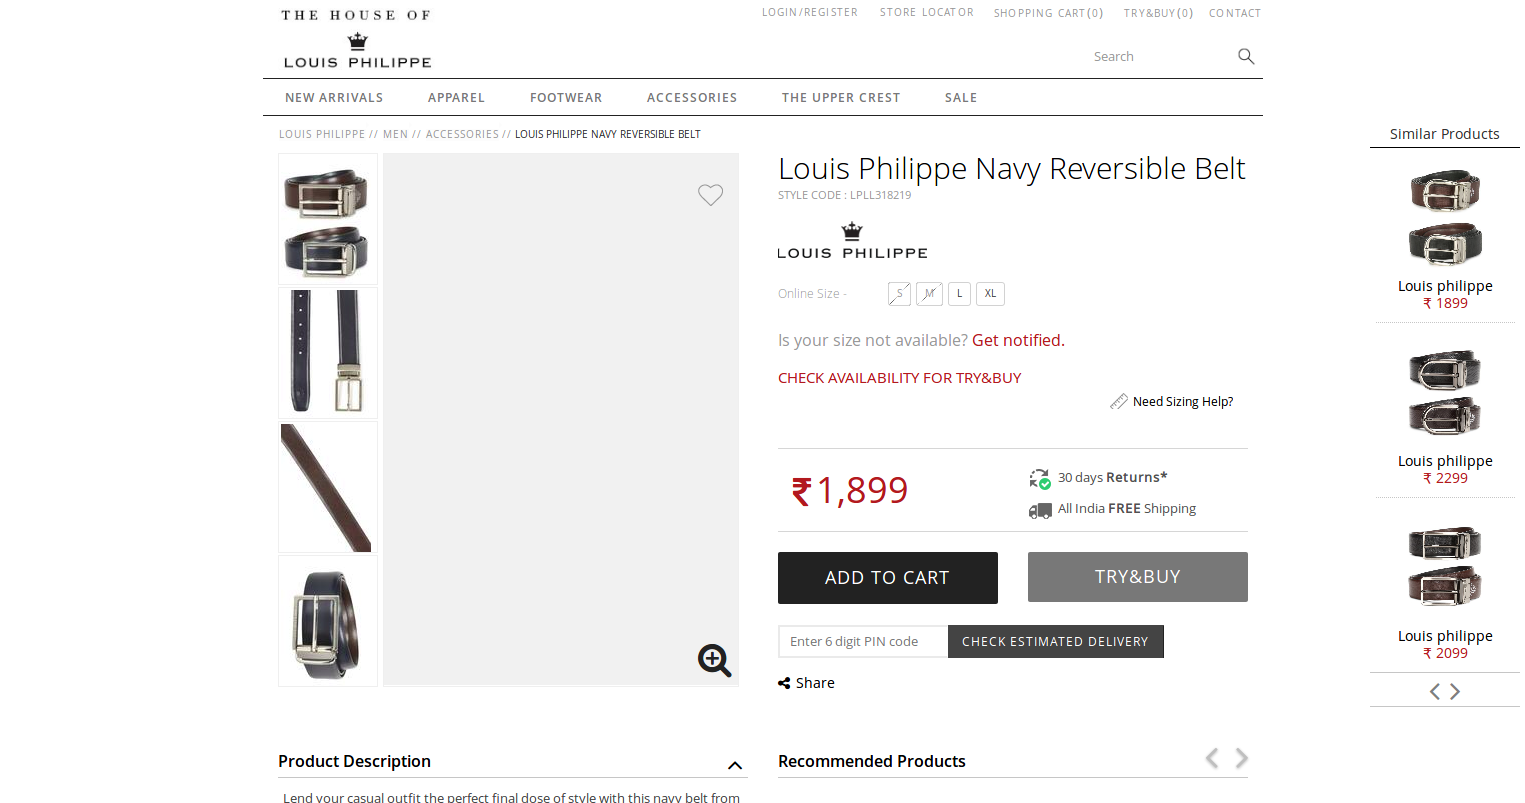 THE HOUSE OF
LOUIS PHILIPPE
LOGIN/REGISTER STORE LOCATOR SHOPPING CART(0) TRY&BUY(0) CONTACT
Search
NEW ARRIVALS APPAREL FOOTWEAR ACCESSORIES THE UPPER CREST SALE
LOUIS PHILIPPE // MEN // ACCESSORIES // LOUIS PHILIPPE NAVY REVERSIBLE BELT
Louis Philippe Navy Reversible Belt
STYLE CODE : LPLL318219
LOUIS PHILIPPE
Online Size - S M L XL
Is your size not available? Get notified.
CHECK AVAILABILITY FOR TRY&BUY
Need Sizing Help?
₹1,899
30 days Returns*
All India FREE Shipping
ADD TO CART TRY&BUY
Enter 6 digit PIN code CHECK ESTIMATED DELIVERY
Share
Product Description
Lend your casual outfit the perfect final dose of style with this navy belt from
Recommended Products
Similar Products
Louis philippe
₹ 1899
Louis philippe
₹ 2299
Louis philippe
₹ 2099